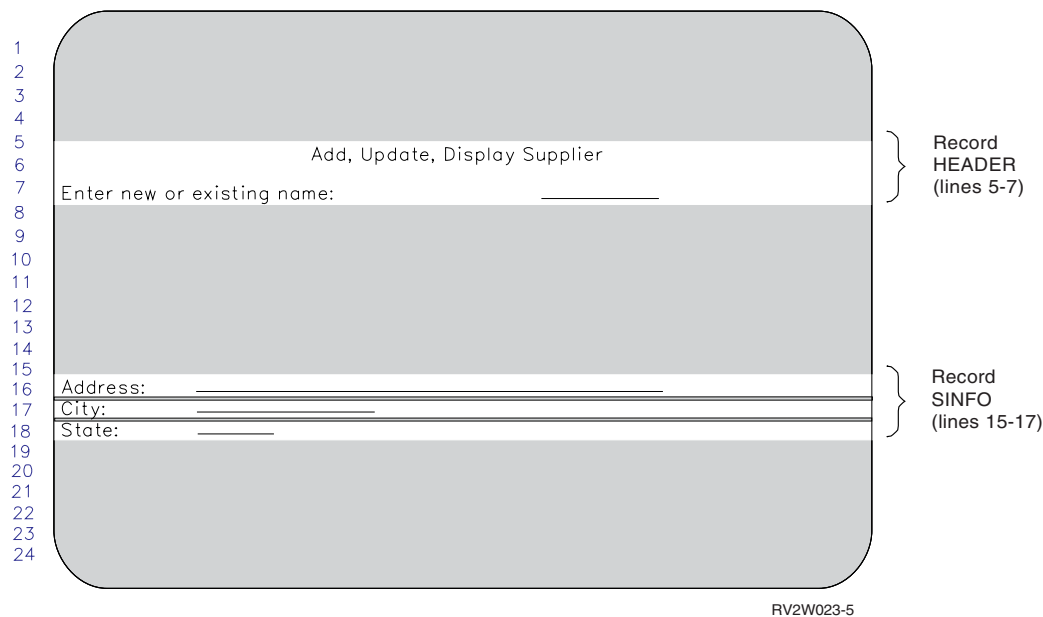 1
2
3
4
5
6
7
8
9
10
11
12
13
14
15
16
17
18
19
20
21
22
23
24
Add, Update, Display Supplier
Enter new or existing name:
Address:
City:
State:
Record
HEADER
(lines 5-7)
Record
SINFO
(lines 15-17)
RV2W023-5